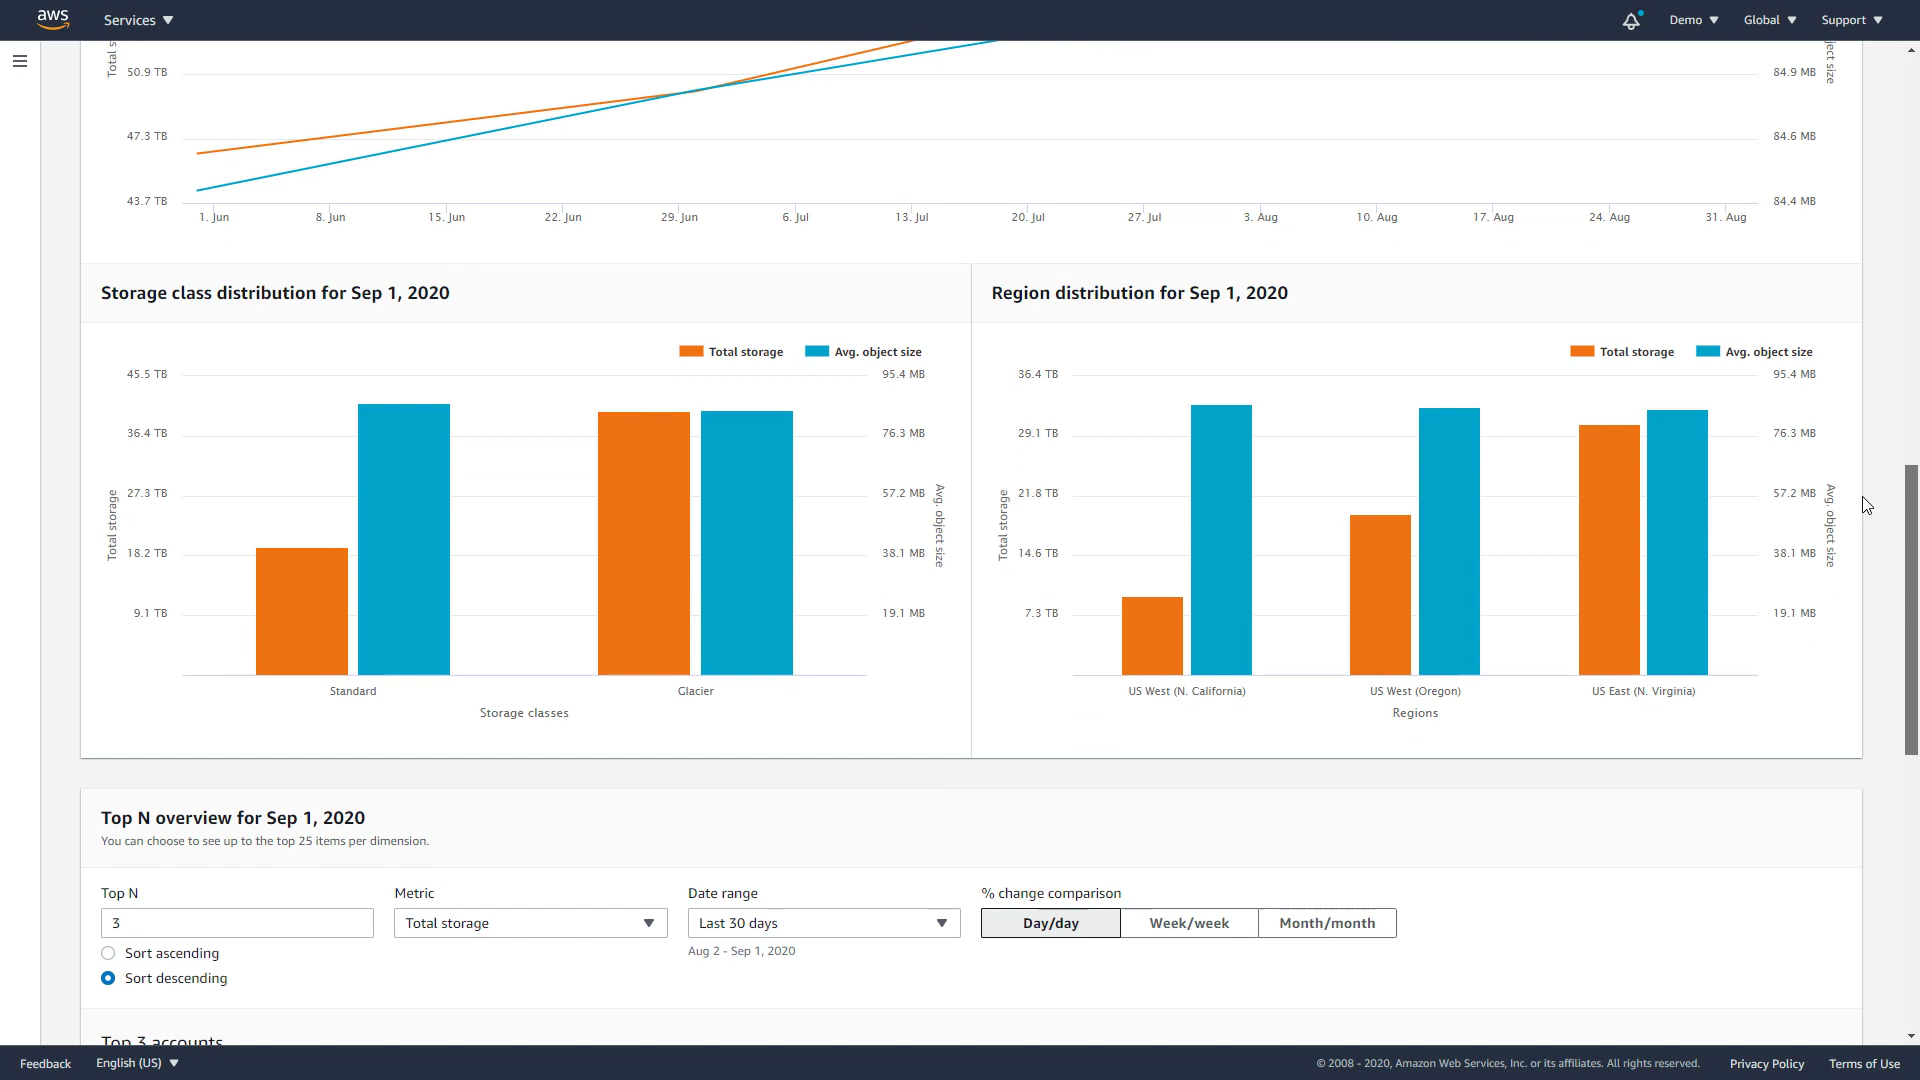 aws
Services
Demo
Global
Support
Total s
ject size
50.9 TB
84.9 MB
47.3 TB
84.6 MB
43.7 TB
84.4 MB
1. Jun
8. Jun
15. Jun
22. Jun
29. Jun
6. Jul
13. Jul
20. Jul
27. Jul
3. Aug
10. Aug
17. Aug
24. Aug
31. Aug
Storage class distribution for Sep 1, 2020
Total storage
Avg. object size
45.5 TB
95.4 MB
36.4 TB
76.3 MB
27.3 TB
57.2 MB
18.2 TB
38.1 MB
9.1 TB
19.1 MB
Total storage
Avg. object size
Standard
Glacier
Storage classes
Region distribution for Sep 1, 2020
Total storage
Avg. object size
36.4 TB
95.4 MB
29.1 TB
76.3 MB
21.8 TB
57.2 MB
14.6 TB
38.1 MB
7.3 TB
19.1 MB
Total storage
Avg. object size
US West (N. California)
US West (Oregon)
US East (N. Virginia)
Regions
Top N overview for Sep 1, 2020
You can choose to see up to the top 25 items per dimension.
Top N
Metric
Date range
% change comparison
3
Total storage
Last 30 days
Day/day
Week/week
Month/month
Sort ascending
Aug 2 - Sep 1, 2020
Sort descending
Top 3 accounts
Feedback
English (US)
© 2008 - 2020, Amazon Web Services, Inc. or its affiliates. All rights reserved.
Privacy Policy
Terms of Use